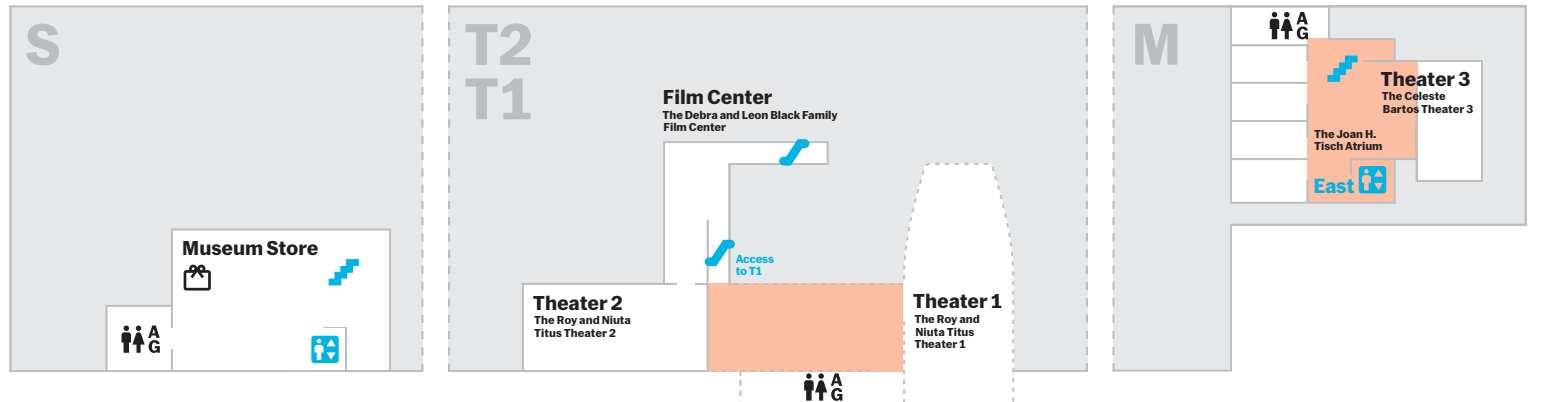 S
Museum Store
A
G
T2
T1
Film Center
The Debra and Leon Black Family
Film Center
Access
to T1
Theater 2
The Roy and Niuta
Titus Theater 2
Theater 1
The Roy and
Niuta Titus
Theater 1
A
G
M
A
G
Theater 3
The Celeste
Bartos Theater 3
The Joan H.
Tisch Atrium
East